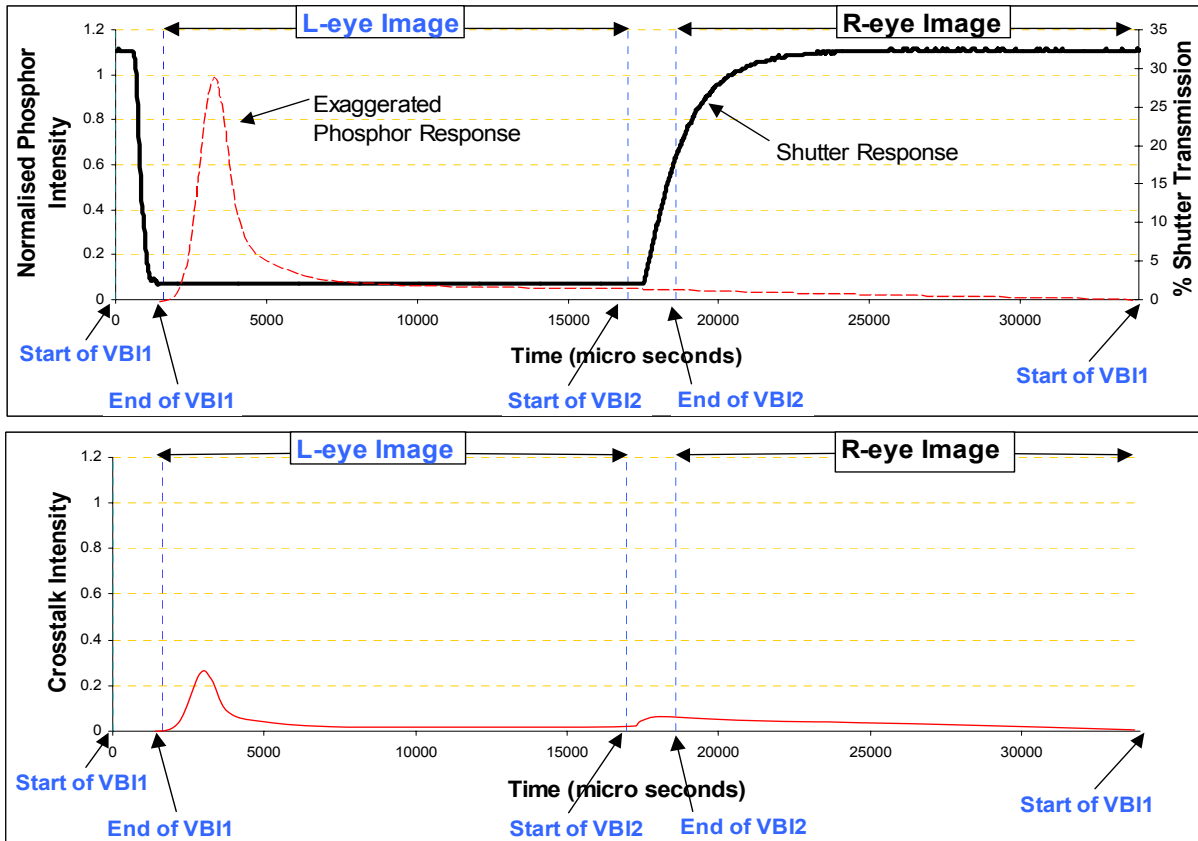 L-eye Image
R-eye Image
1.2
1
0.8
0.6
0.4
0.2
0
Normalised Phosphor
Intensity
35
30
25
20
15
10
5
0
% Shutter Transmission
Exaggerated
Phosphor Response
Shutter Response
0
5000
10000
15000
20000
25000
30000
Time (micro seconds)
Start of VBI1
End of VBI1
Start of VBI2
End of VBI2
Start of VBI1
L-eye Image
R-eye Image
1.2
1
0.8
0.6
0.4
0.2
0
Crosstalk Intensity
0
5000
10000
15000
20000
25000
30000
Time (micro seconds)
Start of VBI1
End of VBI1
Start of VBI2
End of VBI2
Start of VBI1